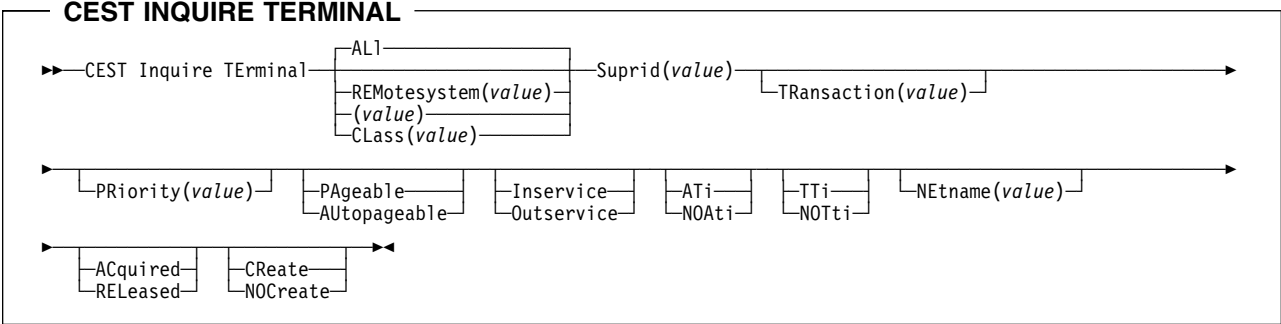 CEST INQUIRE TERMINAL
ALl
CEST Inquire TErminal Suprid(value)
REMotesystem(value) TRansaction(value)
(value)
CLass(value)
PRiority(value) PAgeable Inservice ATi TTi NEtname(value)
AUtopageable Outservice NOAti NOTti
ACquired CReate
RELeased NOCreate